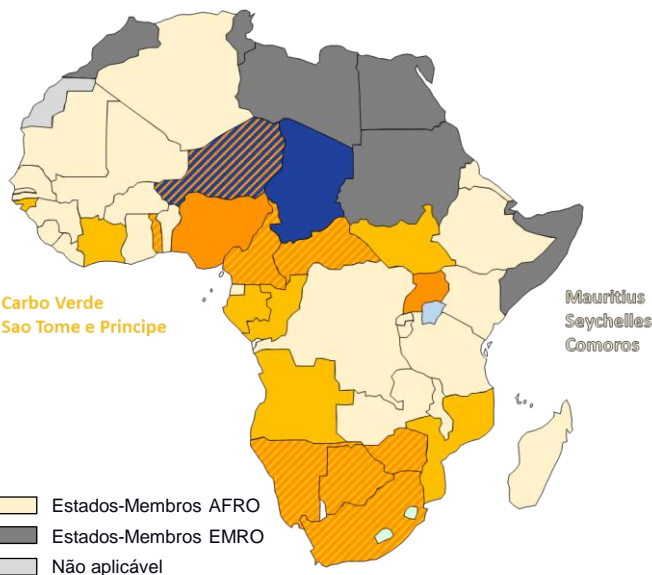 Carbo Verde
Sao Tome e Principe
Mauritius
Seychelles
Comoros
Estados-Membros AFRO
Estados-Membros EMRO
Não aplicável